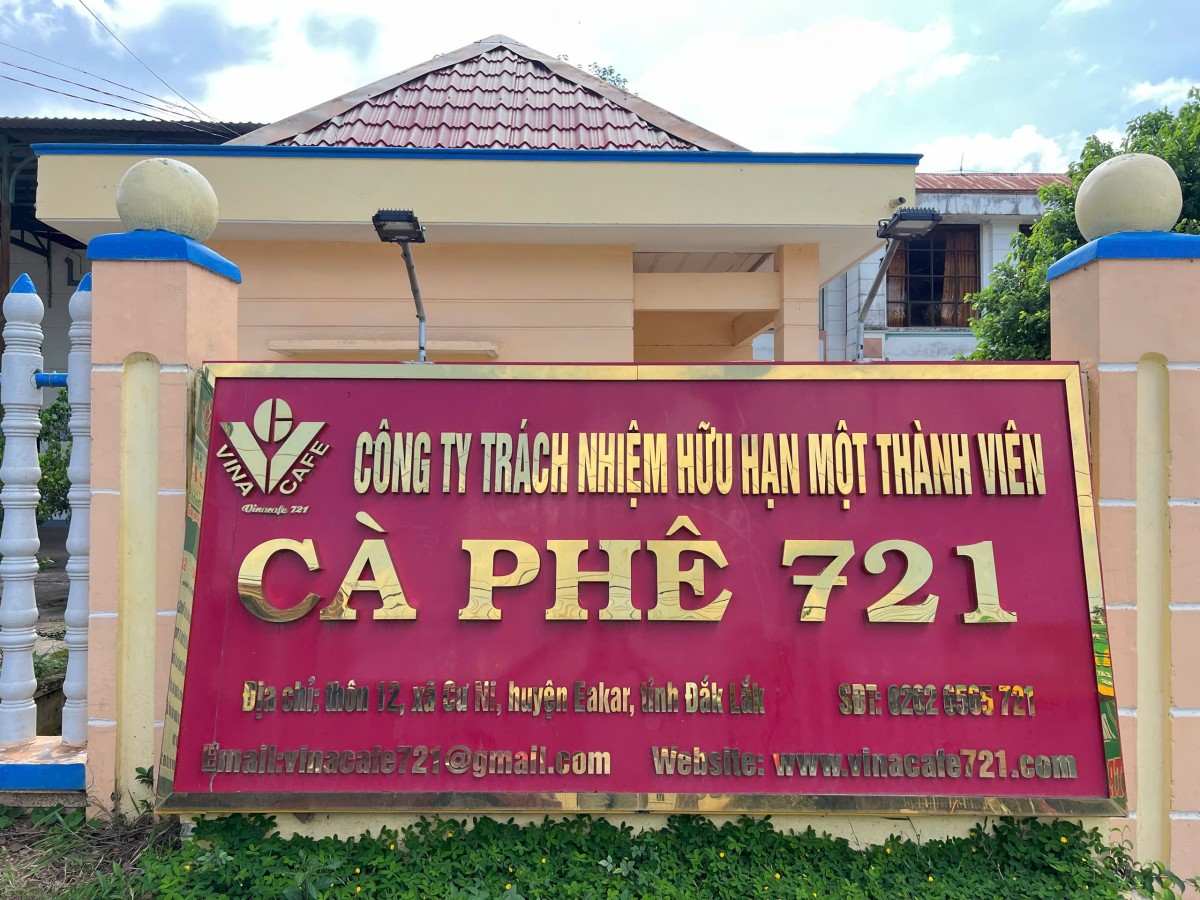 VINA CAFE
Vinacafe 721
CÔNG TY TRÁCH NHIỆM HỮU HẠN MỘT THÀNH VIÊN
CÀ PHÊ 721
Địa chỉ; thôn 12, xã Cư Ni, huyện Eakar, tỉnh Đắk Lắk SĐT: 0262 6505 721
Email:vinacafe721@gmail.com Website: www.vinacafe721.com